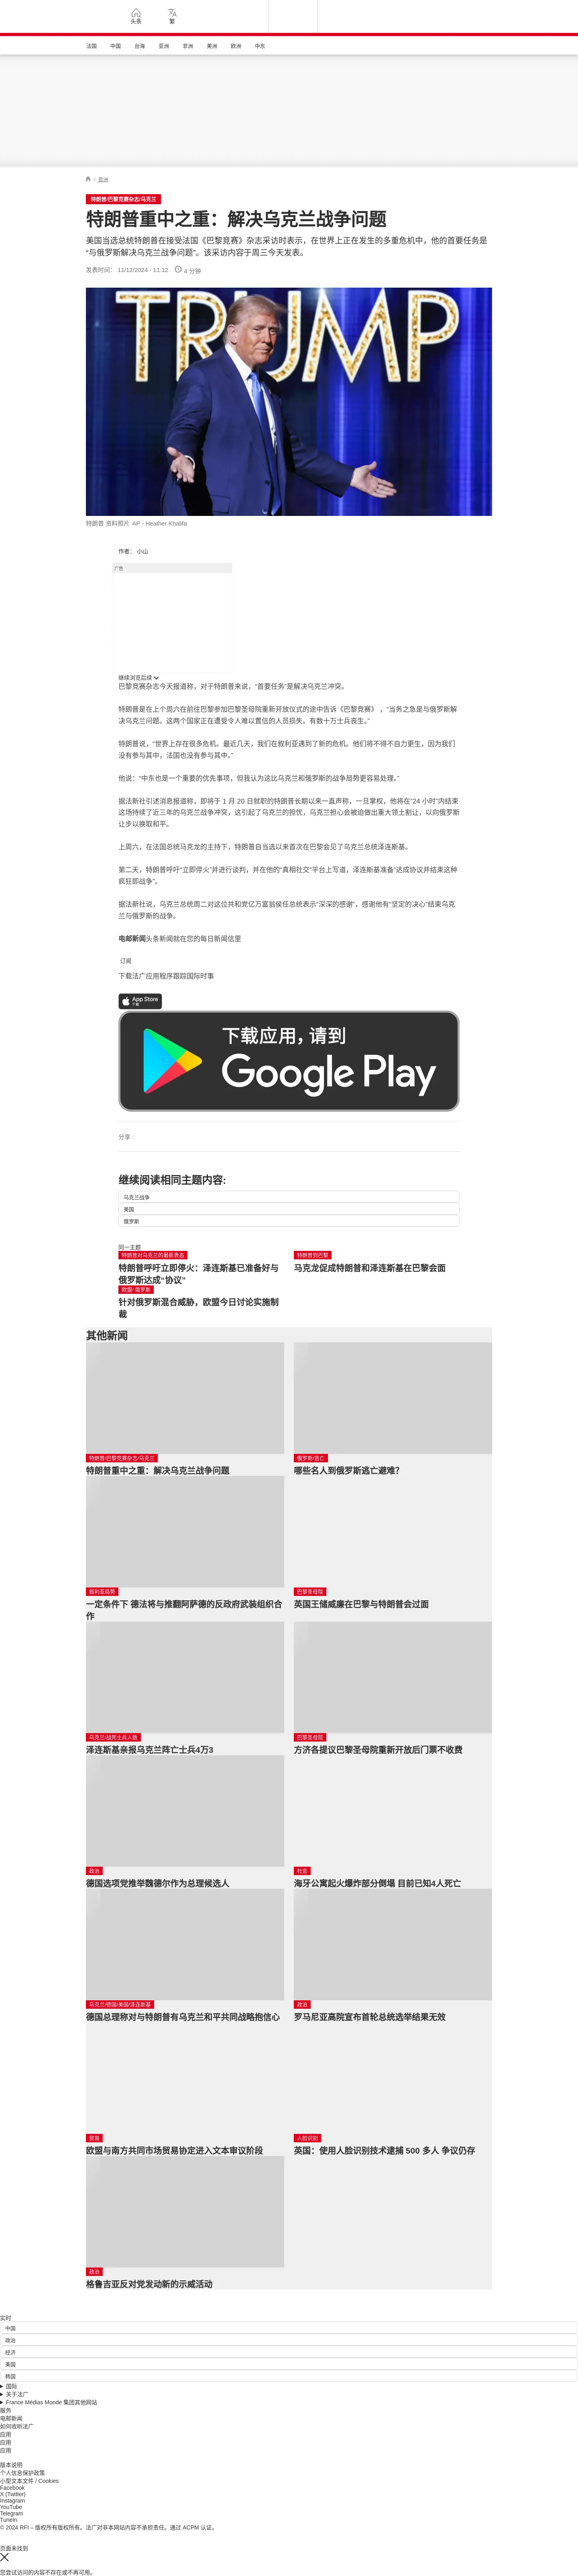 头条
繁
法国
中国
台海
亚洲
非洲
美洲
欧洲
中东
/ 欧洲
特朗普/巴黎竞赛杂志/乌克兰
特朗普重中之重：解决乌克兰战争问题
美国当选总统特朗普在接受法国《巴黎竞赛》杂志采访时表示，在世界上正在发生的多重危机中，他的首要任务是
“与俄罗斯解决乌克兰战争问题”。该采访内容于周三今天发表。
发表时间： 11/12/2024 - 11:12
4 分钟
TRUMP
特朗普 资料照片 AP - Heather Khalifa
作者： 小山
广告
继续浏览后续
巴黎竞赛杂志今天报道称，对于特朗普来说，“首要任务”是解决乌克兰冲突。
特朗普是在上个周六在前往巴黎参加巴黎圣母院重新开放仪式的途中告诉《巴黎竞赛》，“当务之急是与俄罗斯解
决乌克兰问题。这两个国家正在遭受令人难以置信的人员损失。有数十万士兵丧生。”
特朗普说，“世界上存在很多危机。最近几天，我们在叙利亚遇到了新的危机。他们将不得不自力更生，因为我们
没有参与其中，法国也没有参与其中。”
他说：“中东也是一个重要的优先事项，但我认为这比乌克兰和俄罗斯的战争局势更容易处理。”
据法新社引述消息报道称，即将于 1 月 20 日就职的特朗普长期以来一直声称，一旦掌权，他将在“24 小时”内结束
这场持续了近三年的乌克兰战争冲突，这引起了乌克兰的担忧，乌克兰担心会被迫做出重大领土割让，以向俄罗斯
让步以换取和平。
上周六，在法国总统马克龙的主持下，特朗普自当选以来首次在巴黎会见了乌克兰总统泽连斯基。
第二天，特朗普呼吁“立即停火”并进行谈判，并在他的“真相社交”平台上写道，泽连斯基准备“达成协议并结束这种
疯狂即战争”。
据法新社说，乌克兰总统周二对这位共和党亿万富翁侯任总统表示“深深的感谢”，感谢他有“坚定的决心”结束乌克
兰与俄罗斯的战争。
电邮新闻头条新闻就在您的每日新闻信里
订阅
下载法广应用程序跟踪国际时事
App Store
下载
下载应用，请到
Google Play
分享 :
继续阅读相同主题内容:
乌克兰战争
美国
俄罗斯
同一主题
特朗普对乌克兰的最新表态
特朗普呼吁立即停火：泽连斯基已准备好与
俄罗斯达成“协议”
特朗普到巴黎
马克龙促成特朗普和泽连斯基在巴黎会面
欧盟/ 俄罗斯
针对俄罗斯混合威胁，欧盟今日讨论实施制
裁
其他新闻
特朗普/巴黎竞赛杂志/乌克兰
特朗普重中之重：解决乌克兰战争问题
俄罗斯/逃亡
哪些名人到俄罗斯逃亡避难？
叙利亚局势
一定条件下 德法将与推翻阿萨德的反政府武装组织合
作
巴黎圣母院
英国王储威廉在巴黎与特朗普会过面
乌克兰/战死士兵人数
泽连斯基亲报乌克兰阵亡士兵4万3
巴黎圣母院
方济各提议巴黎圣母院重新开放后门票不收费
政治
德国选项党推举魏德尔作为总理候选人
社会
海牙公寓起火爆炸部分倒塌 目前已知4人死亡
乌克兰/德国/美国/泽连斯基
德国总理称对与特朗普有乌克兰和平共同战略抱信心
政治
罗马尼亚高院宣布首轮总统选举结果无效
贸易
欧盟与南方共同市场贸易协定进入文本审议阶段
人脸识别
英国：使用人脸识别技术逮捕 500 多人 争议仍存
政治
格鲁吉亚反对党发动新的示威活动
实时
中国
政治
经济
美国
韩国
国际
关于法广
France Médias Monde 集团其他网站
服务
电邮新闻
如何收听法广
应用
应用
应用
版本说明
个人信息保护政策
小型文本文件 / Cookies
Facebook
X (Twitter)
Instagram
YouTube
Telegram
TuneIn
© 2024 RFI – 版权所有版权所有。法广对非本网站内容不承担责任。通过 ACPM 认证。
页面未找到
您尝试访问的内容不存在或不再可用。